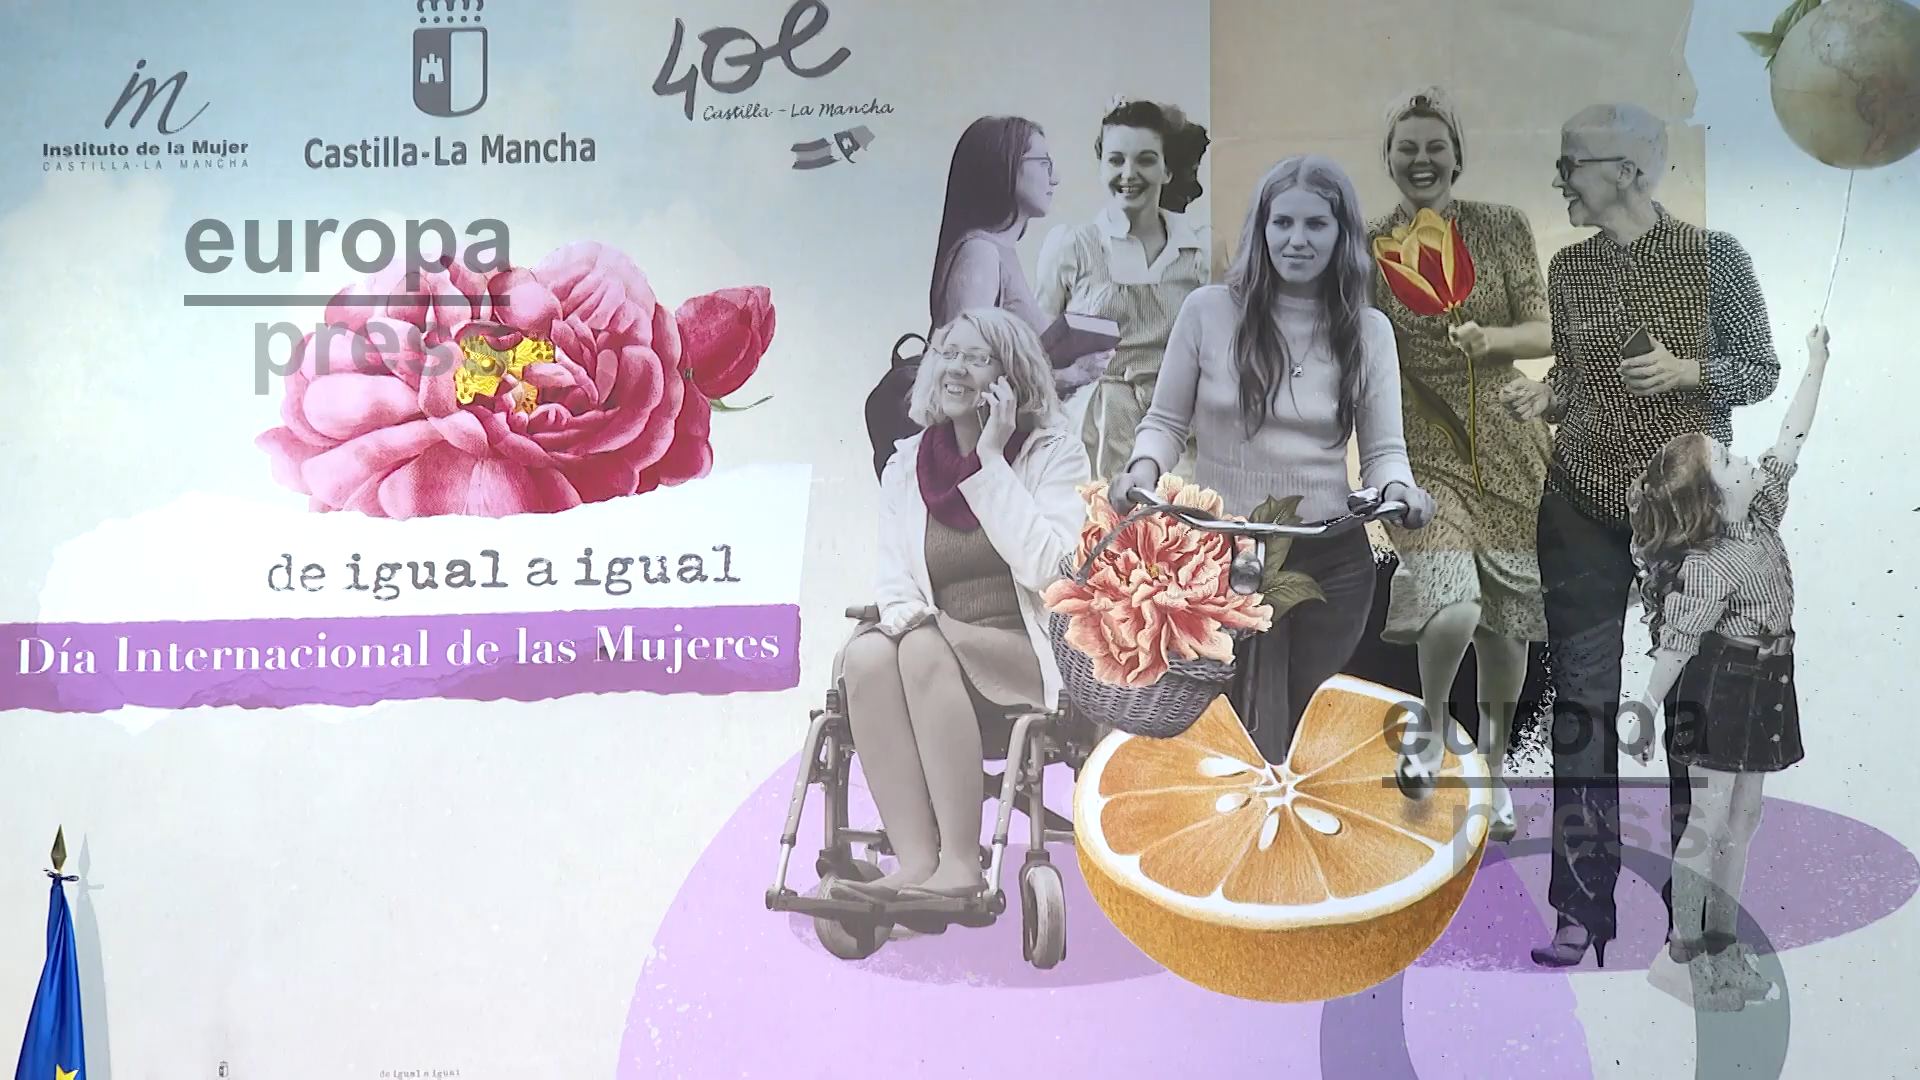 Instituto de la Mujer
CASTILLA-LA MANCHA
Castilla-La Mancha
40e
Castilla-La Mancha
europa
press
de igual a igual
Día Internacional de las Mujeres
europa
press
de igual a igual